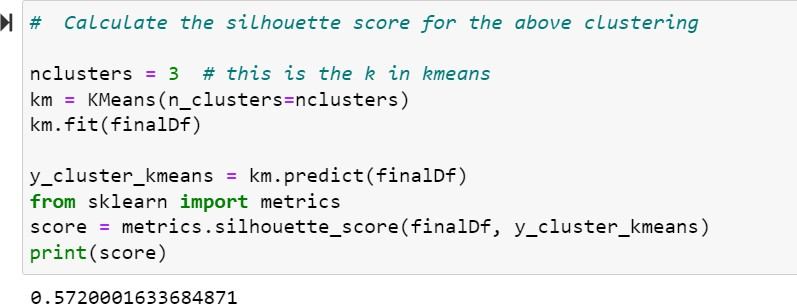 #  Calculate the silhouette score for the above clustering
nclusters = 3  # this is the k in kmeans
km = KMeans(n_clusters=nclusters)
km.fit(finalDf)
y_cluster_kmeans = km.predict(finalDf)
from sklearn import metrics
score = metrics.silhouette_score(finalDf, y_cluster_kmeans)
print(score)
0.5720001633684871